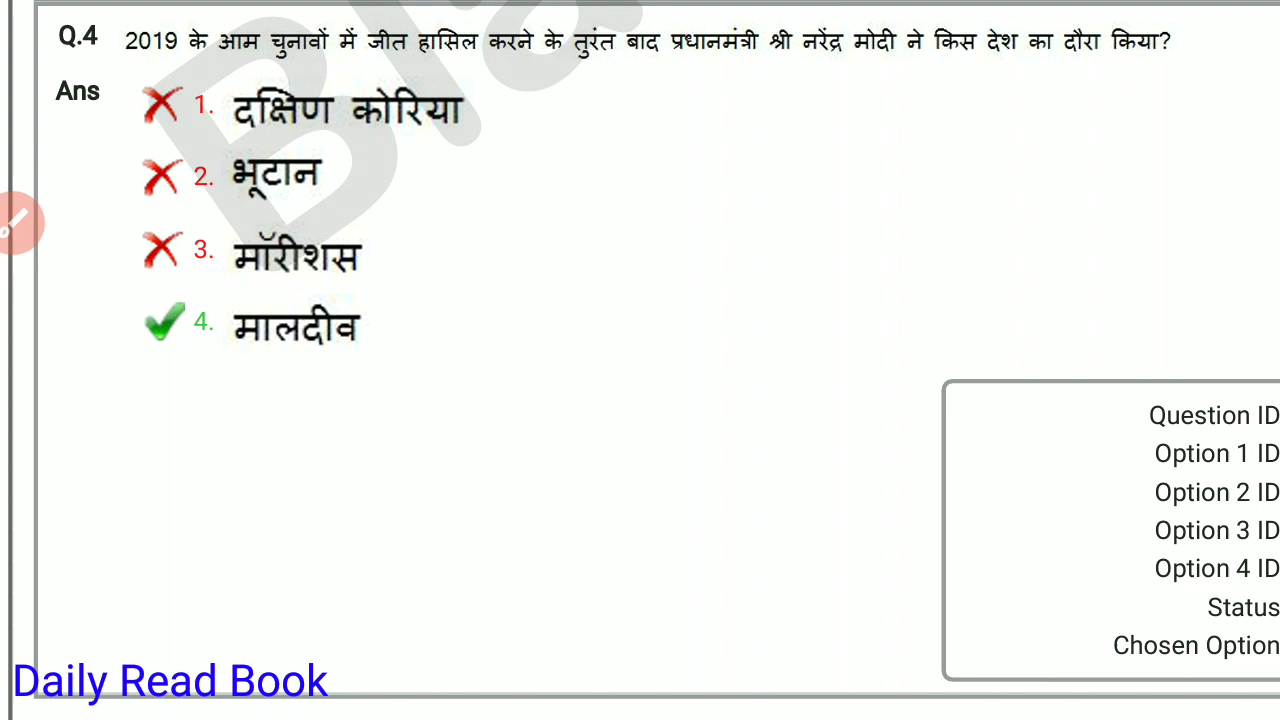 Q.4 2019 के आम चुनावों में जीत हासिल करने के तुरंत बाद प्रधानमंत्री श्री नरेंद्र मोदी ने किस देश का दौरा किया?
Ans
1. दक्षिण कोरिया
2. भूटान
3. मॉरीशस
4. मालदीव
Question ID
Option 1 ID
Option 2 ID
Option 3 ID
Option 4 ID
Status
Chosen Option
Daily Read Book